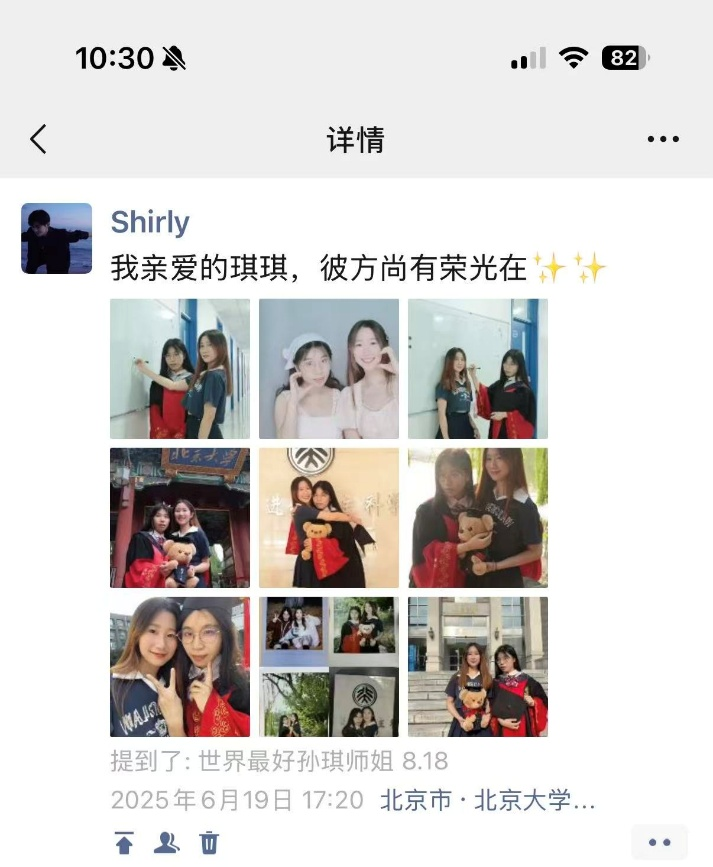 10:30
82
详情
Shirly
我亲爱的琪琪，彼方尚有荣光在✨✨
北京大学
提到了: 世界最好孙琪师姐 8.18
2025年6月19日 17:20 北京市 · 北京大学...